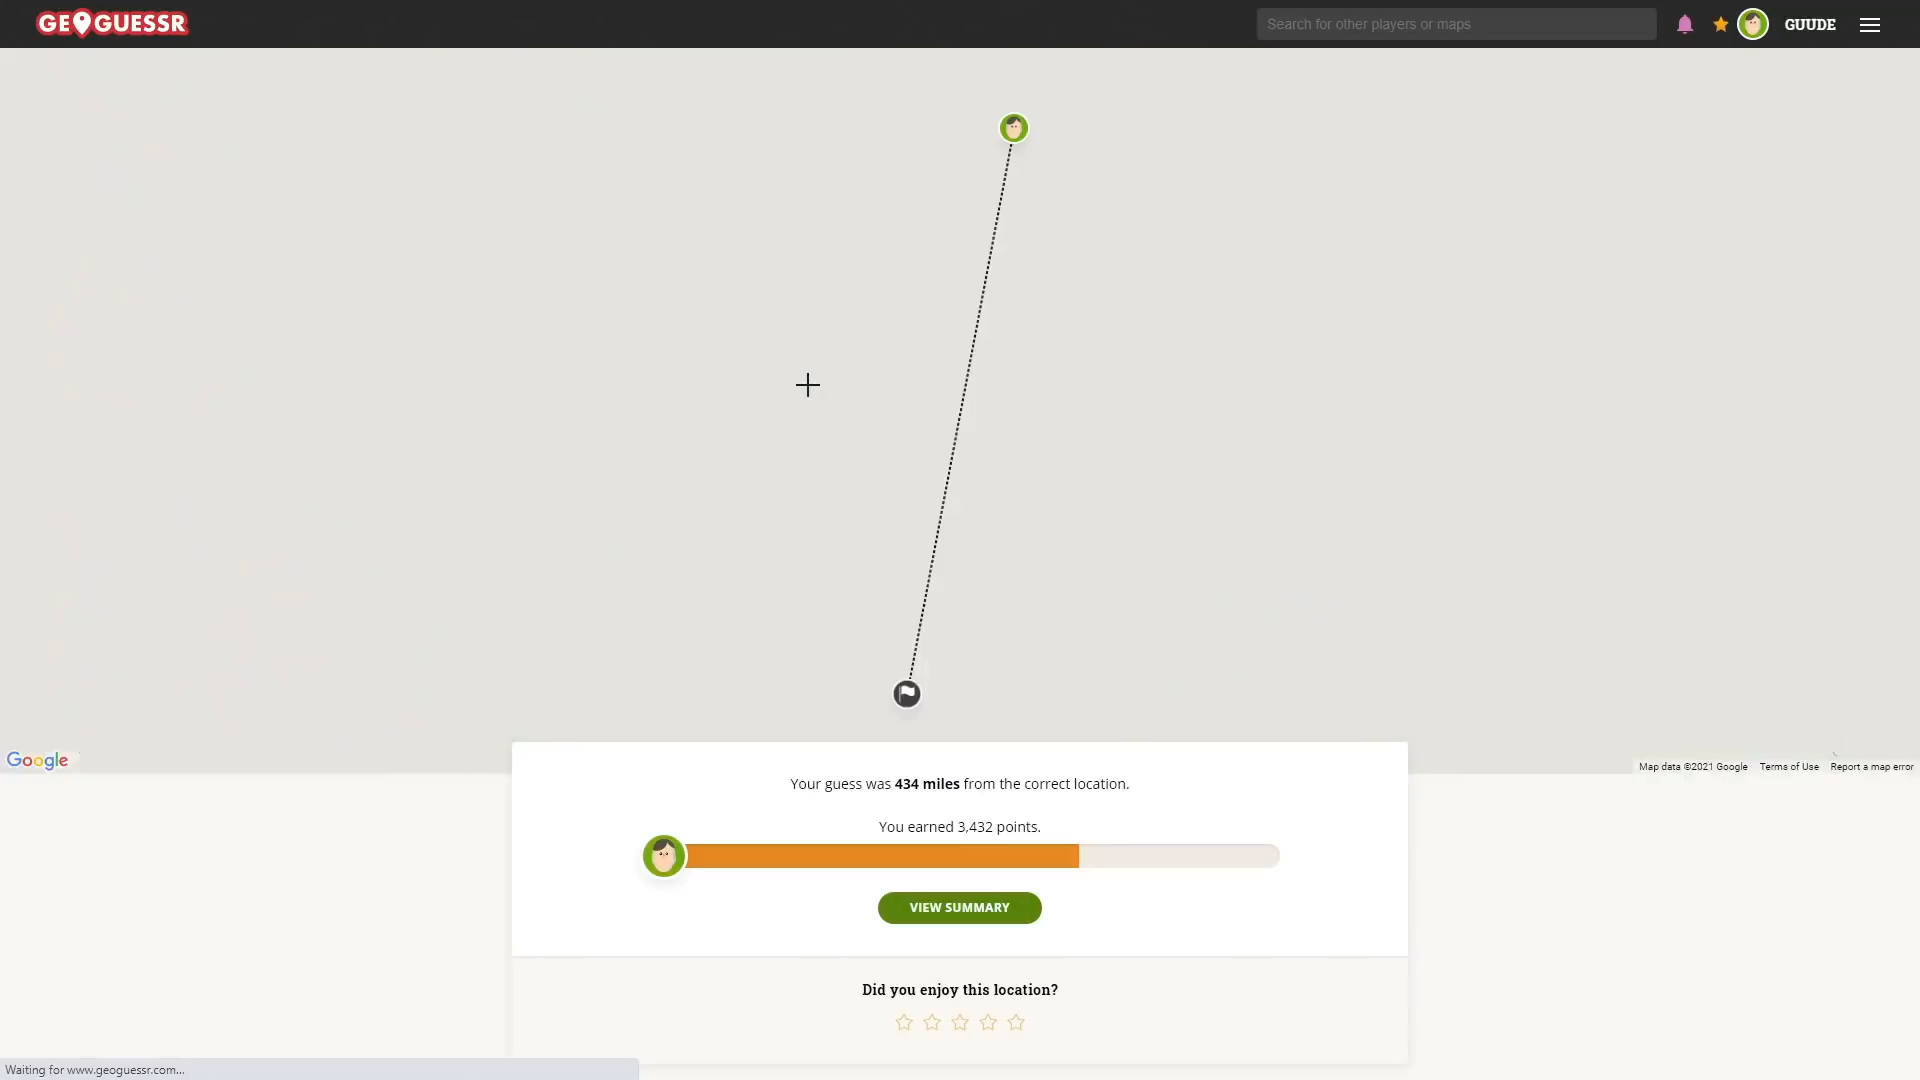 GEOGUESSR
Search for other players or maps
GUUDE
Google
Map data ©2021 Google
Terms of Use
Report a map error
Your guess was 434 miles from the correct location.
You earned 3,432 points.
VIEW SUMMARY
Did you enjoy this location?
Waiting for www.geoguessr.com...